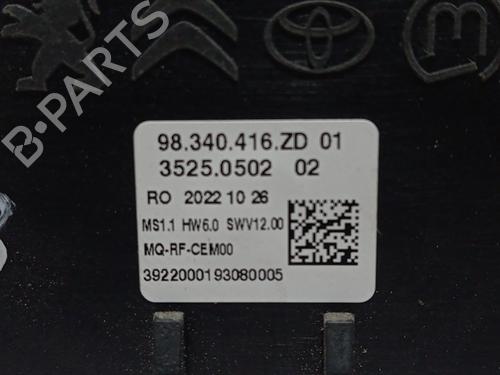 B-PARTS
98.340.416.ZD 01
3525.0502 02
RO 2022 10 26
MS1.1 HW6.0 SWV12.00
MQ-RF-CEM00
3922000193080005